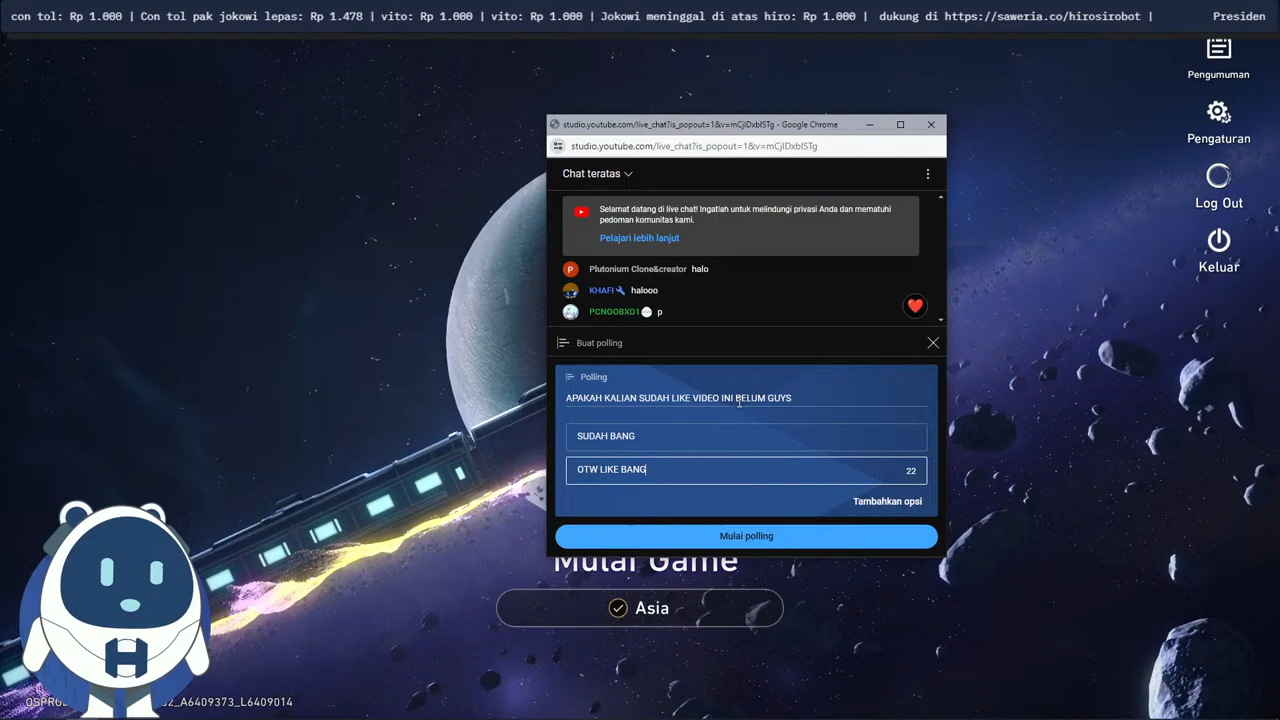 con tol: Rp 1.000 | Con tol pak jokowi lepas: Rp 1.478 | vito: Rp 1.000 | vito: Rp 1.000 | Jokowi meninggal di atas hiro: Rp 1.000 | dukung di https://saweria.co/hirosirobot | Presiden
Pengumuman
studio.youtube.com/live_chat?is_popout=1&v=mCjIDxbISTg - Google Chrome
Pengaturan
studio.youtube.com/live_chat?is_popout=1&v=mCjIDxbISTg
Chat teratas
Log Out
Selamat datang di live chat! Ingatlah untuk melindungi privasi Anda dan mematuhi
pedoman komunitas kami.
Pelajari lebih lanjut
Keluar
P Plutonium Clone&creator halo
KHAFI halooo
PCNOOBXD1 p
Buat polling
Polling
APAKAH KALIAN SUDAH LIKE VIDEO INI BELUM GUYS
SUDAH BANG
OTW LIKE BANG 22
Tambahkan opsi
Mulai polling
Mulai Game
Asia
H